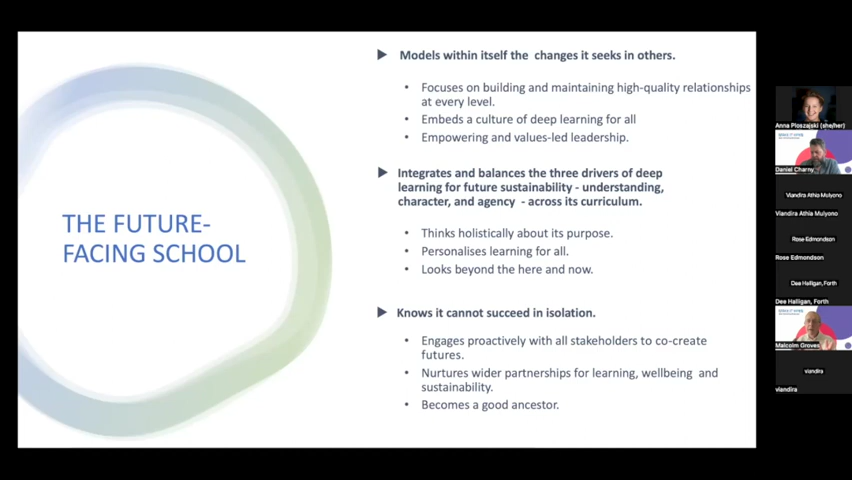 THE FUTURE-
FACING SCHOOL
Models within itself the changes it seeks in others.
Focuses on building and maintaining high-quality relationships
at every level.
Embeds a culture of deep learning for all
Empowering and values-led leadership.
Integrates and balances the three drivers of deep
learning for future sustainability - understanding,
character, and agency - across its curriculum.
Thinks holistically about its purpose.
Personalises learning for all.
Looks beyond the here and now.
Knows it cannot succeed in isolation.
Engages proactively with all stakeholders to co-create
futures.
Nurtures wider partnerships for learning, wellbeing and
sustainability.
Becomes a good ancestor.
Anna Ploszajski (she/her)
Daniel Charny
Viandira Athia Mulyono
Viandira Athia Mulyono
Rose Edmondson
Rose Edmondson
Dee Halligan, Forth
Dee Halligan, Forth
Malcolm Groves
viandira
viandira